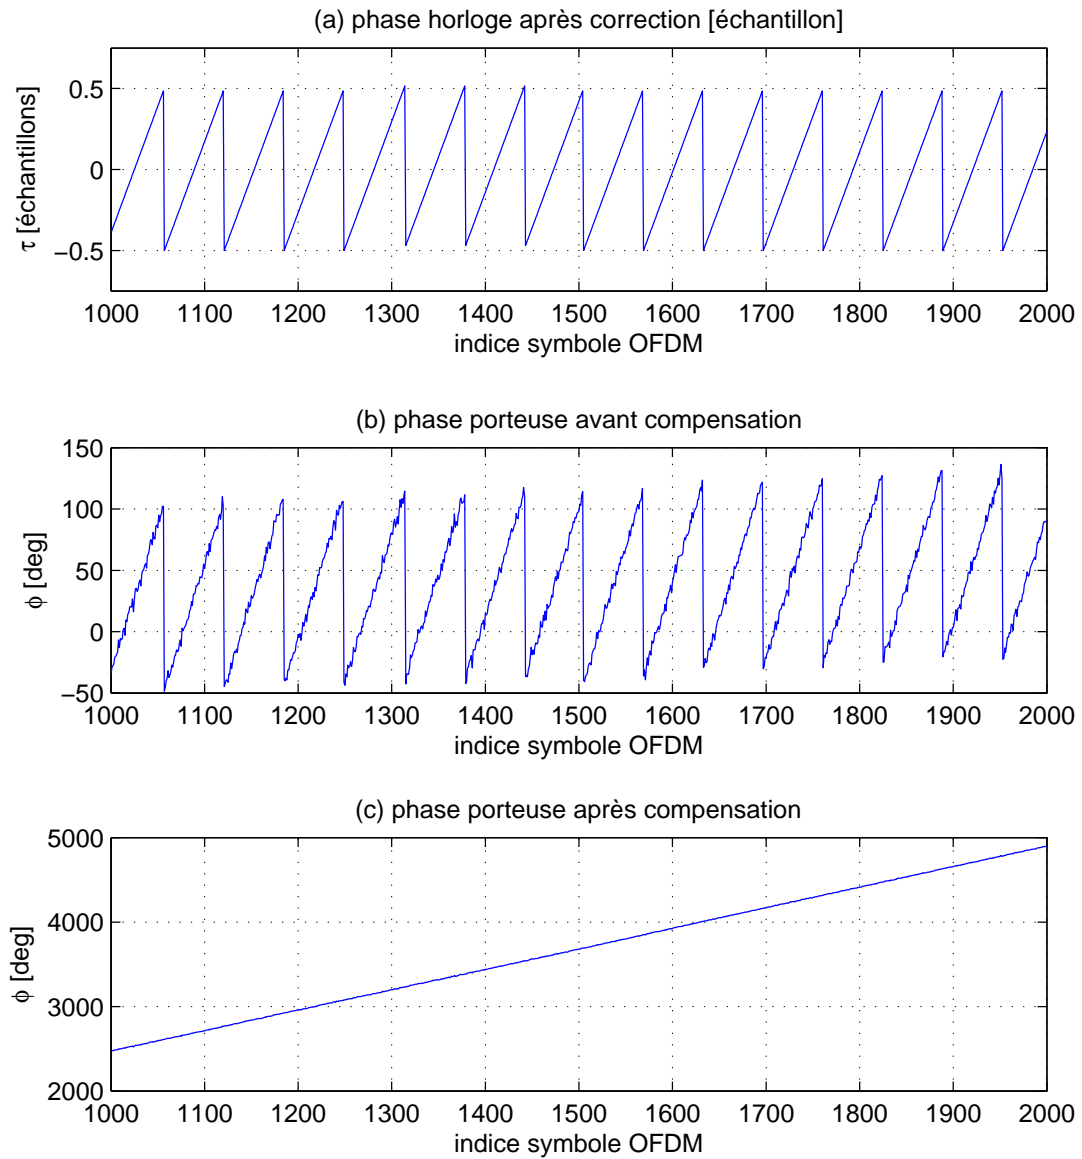 (a) phase horloge après correction [échantillon]
τ [échantillons]
0.5
0
−0.5
1000 1100 1200 1300 1400 1500 1600 1700 1800 1900 2000
indice symbole OFDM
(b) phase porteuse avant compensation
ϕ [deg]
150
100
50
0
−50
1000 1100 1200 1300 1400 1500 1600 1700 1800 1900 2000
indice symbole OFDM
(c) phase porteuse après compensation
ϕ [deg]
5000
4000
3000
2000
1000 1100 1200 1300 1400 1500 1600 1700 1800 1900 2000
indice symbole OFDM